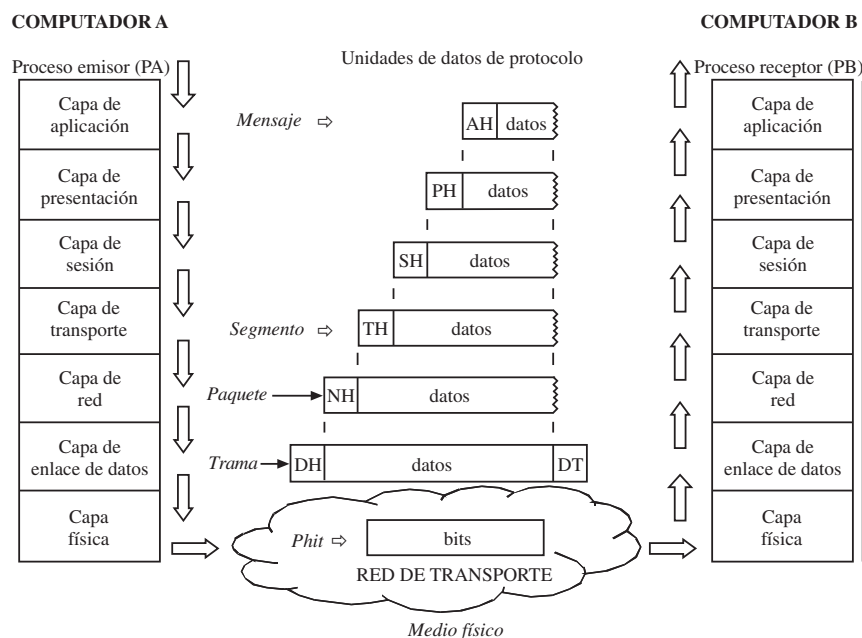 COMPUTADOR A
COMPUTADOR B
Proceso emisor (PA)
Unidades de datos de protocolo
Proceso receptor (PB)
Capa de
aplicación
Mensaje ⇨
AH
datos
Capa de
aplicación
Capa de
presentación
PH
datos
Capa de
presentación
Capa de
sesión
SH
datos
Capa de
sesión
Capa de
transporte
Segmento ⇨
TH
datos
Capa de
transporte
Capa de
red
Paquete
NH
datos
Capa de
red
Capa de
enlace de datos
Trama
DH
datos
DT
Capa de
enlace de datos
Capa
física
Phit ⇨
bits
Capa
física
RED DE TRANSPORTE
Medio físico